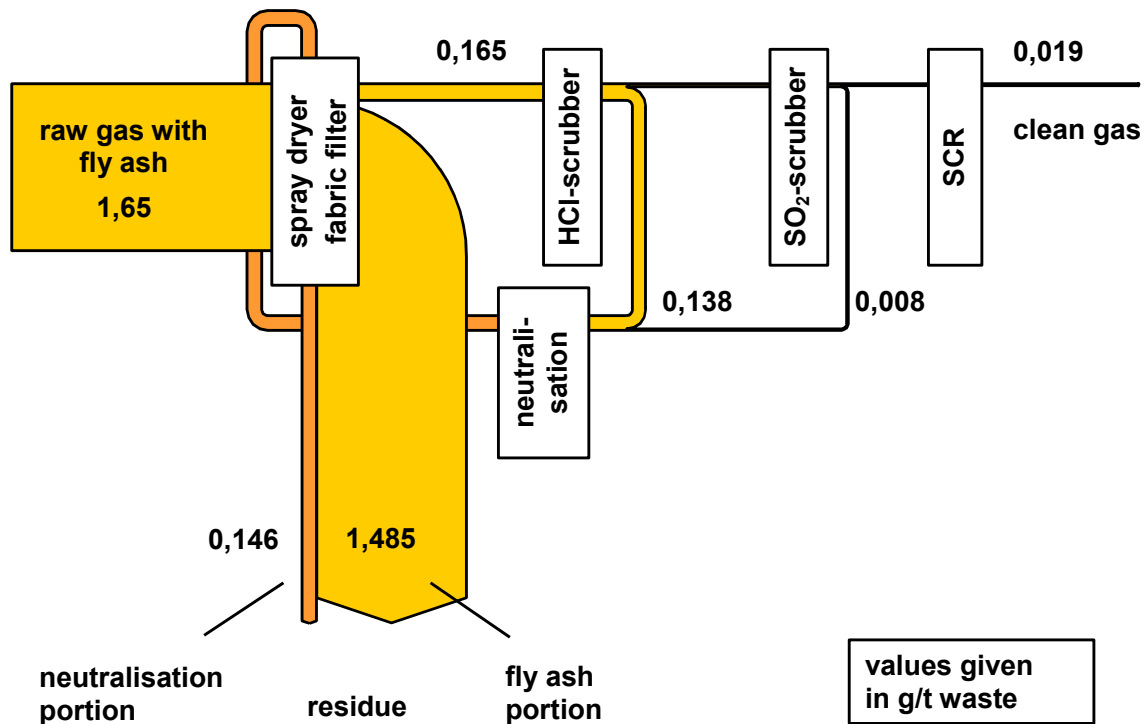 0,165
0,019
raw gas with
fly ash
1,65
spray dryer
fabric filter
HCl-scrubber
SO₂-scrubber
SCR
clean gas
0,138
0,008
neutrali-
sation
0,146
1,485
neutralisation
portion
residue
fly ash
portion
values given
in g/t waste